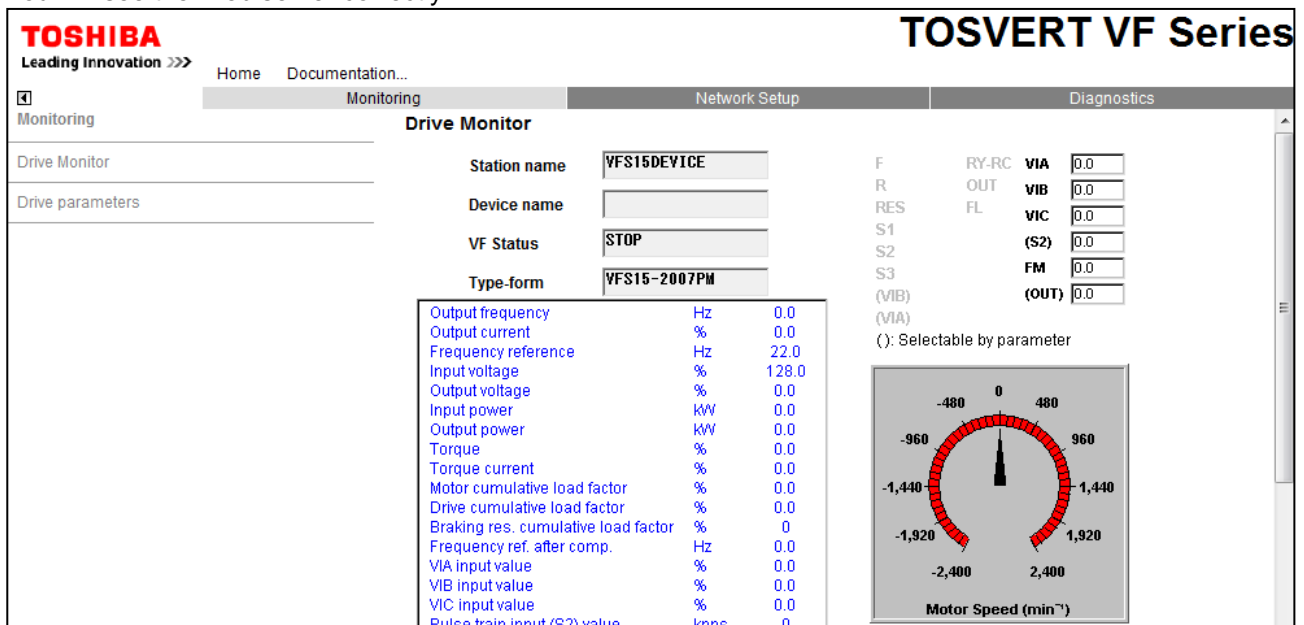 TOSHIBA
Leading Innovation >>>
TOSVERT VF Series
Home Documentation...
Monitoring Network Setup Diagnostics
Monitoring
Drive Monitor
Drive parameters
Drive Monitor
Station name VFS15DEVICE
Device name
VF Status STOP
Type-form VFS15-2007PM
Output frequency Hz 0.0
Output current % 0.0
Frequency reference Hz 22.0
Input voltage % 128.0
Output voltage % 0.0
Input power kW 0.0
Output power kW 0.0
Torque % 0.0
Torque current % 0.0
Motor cumulative load factor % 0.0
Drive cumulative load factor % 0.0
Braking res. cumulative load factor % 0
Frequency ref. after comp. Hz 0.0
VIA input value % 0.0
VIB input value % 0.0
VIC input value % 0.0
Pulse train input (S2) value kpps 0
F RY-RC VIA 0.0
R OUT VIB 0.0
RES FL VIC 0.0
S1
(S2) 0.0
S2
FM 0.0
S3
(VIB) (OUT) 0.0
(VIA)
( ): Selectable by parameter
0
-480 480
-960 960
-1,440 1,440
-1,920 1,920
-2,400 2,400
Motor Speed (min⁻¹)